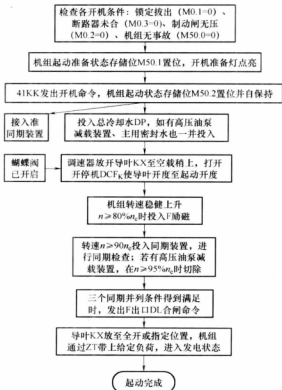 检查各开机条件：锁定拔出（M0.1=0）、
断路器未合（M0.3=0）、制动闸无压
（M0.2=0）、机组无事故（M50.0=0）
机组起动准备状态存储位M50.1置位，开机准备灯点亮
41KK发出开机命令，机组起动状态存储位M50.2置位并自保持
接入准
同期装置
投入总冷却水DP，如有高压油泵
减载装置、主用密封水也一并投入
蝴蝶阀
已开启
调速器放开导叶KX至空载稍上，打开
开停机DCFK使导叶开度至起动开度
机组转速稳健上升
n≥80%ne时投入F励磁
转速n≥90ne投入同期装置，进
行同期检查；若有高压油泵减
载装置，在n≥95%ne时切除
三个同期并列条件得到满足
时，发出F出口DL合闸命令
导叶KX放至全开或指定位置，机组
通过ZT带上给定负荷，进入发电状态
起动完成